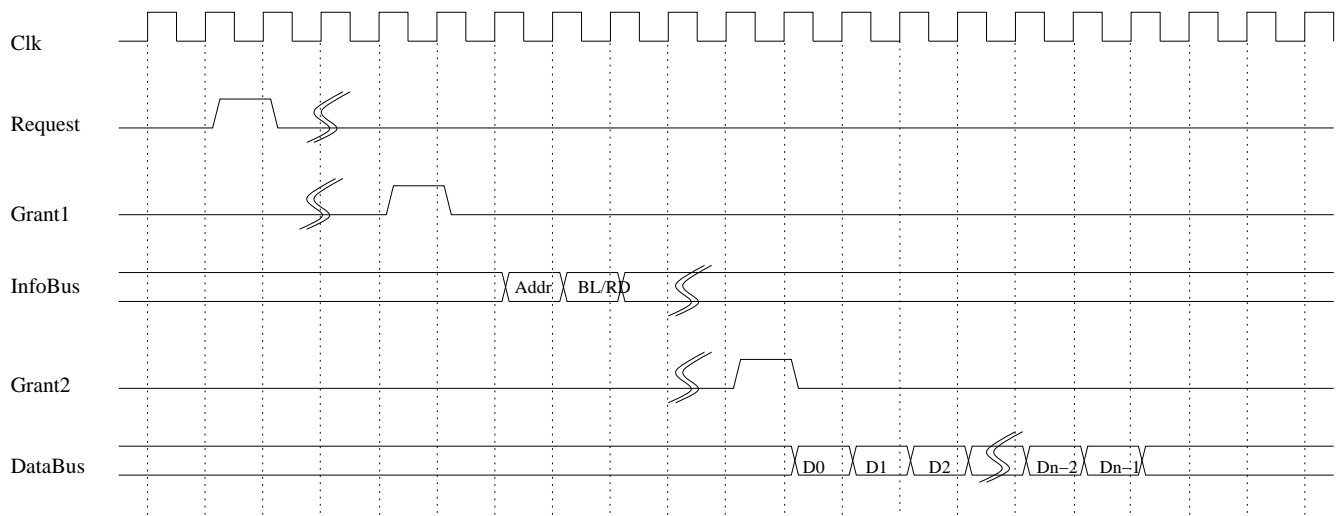 Clk
Request
Grant1
InfoBus Addr BL/RD
Grant2
DataBus D0 D1 D2 Dn−2 Dn−1